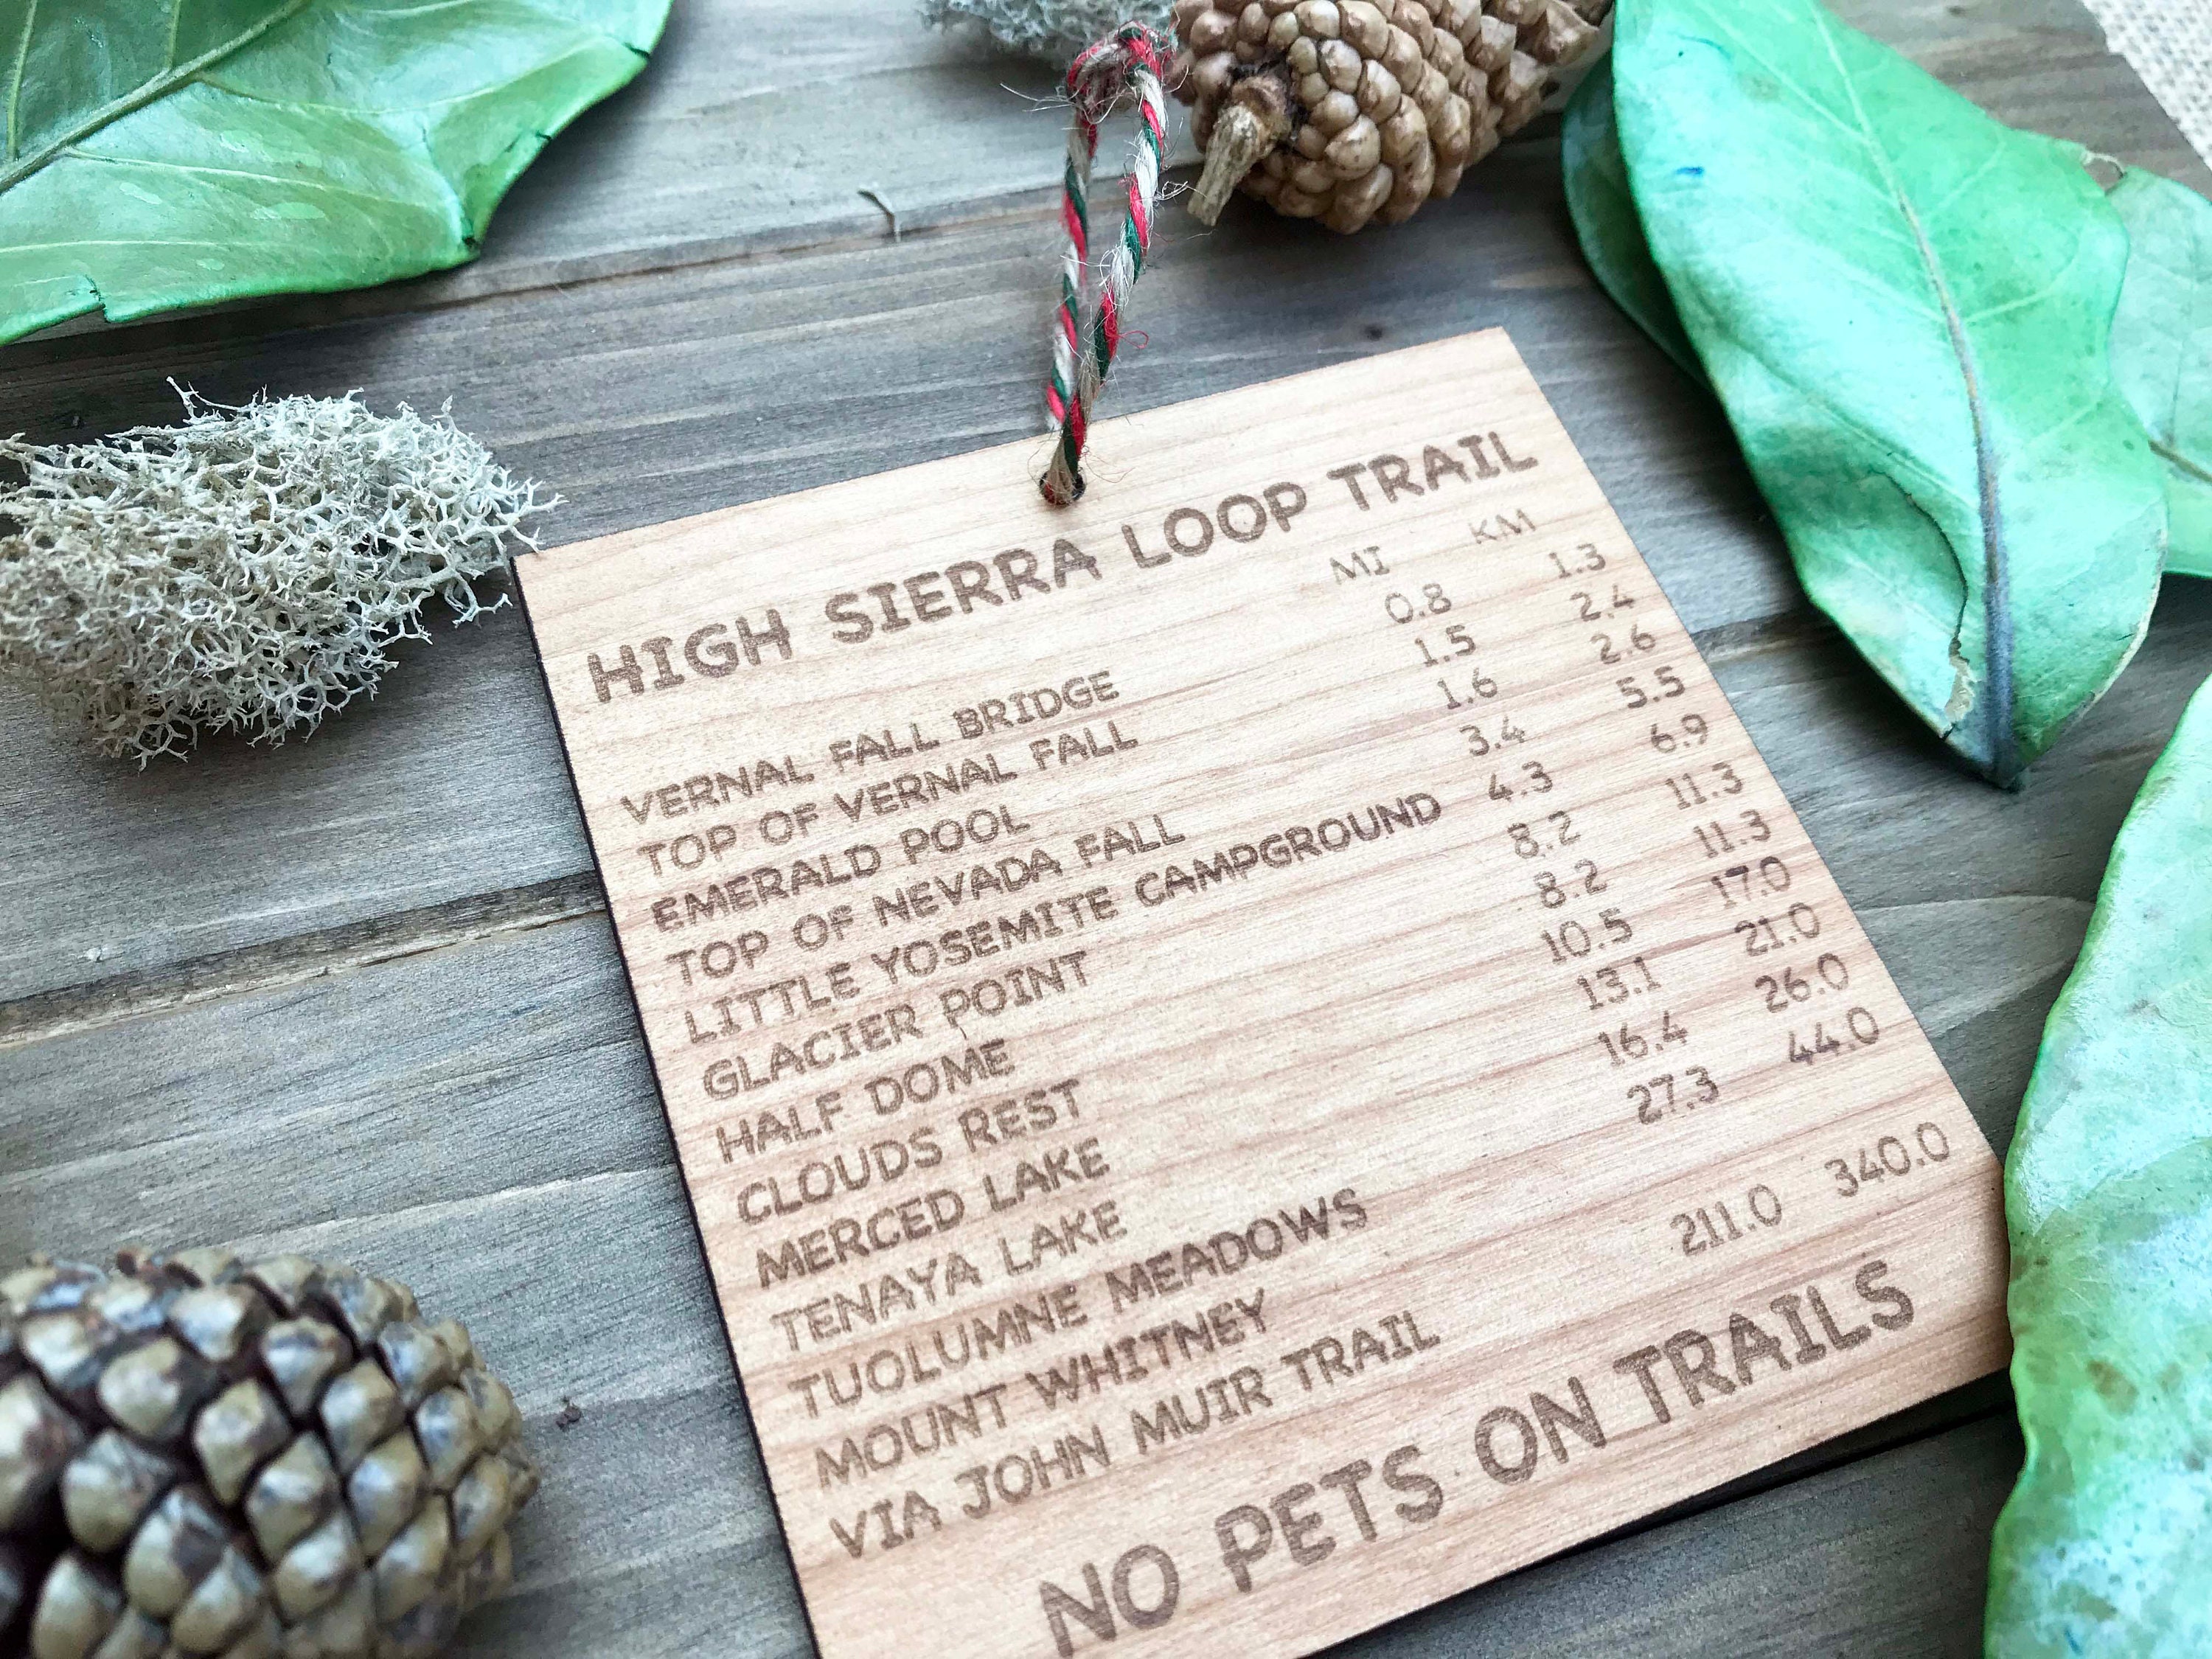 HIGH SIERRA LOOP TRAIL
MI KM
VERNAL FALL BRIDGE 0.8 1.3
TOP OF VERNAL FALL 1.5 2.4
EMERALD POOL 1.6 2.6
TOP OF NEVADA FALL 3.4 5.5
LITTLE YOSEMITE CAMPGROUND 4.3 6.9
GLACIER POINT 8.2 11.3
HALF DOME 8.2 11.3
CLOUDS REST 10.5 17.0
MERCED LAKE 13.1 21.0
TENAYA LAKE 16.4 26.0
TUOLUMNE MEADOWS 27.3 44.0
MOUNT WHITNEY
VIA JOHN MUIR TRAIL 211.0 340.0
NO PETS ON TRAILS